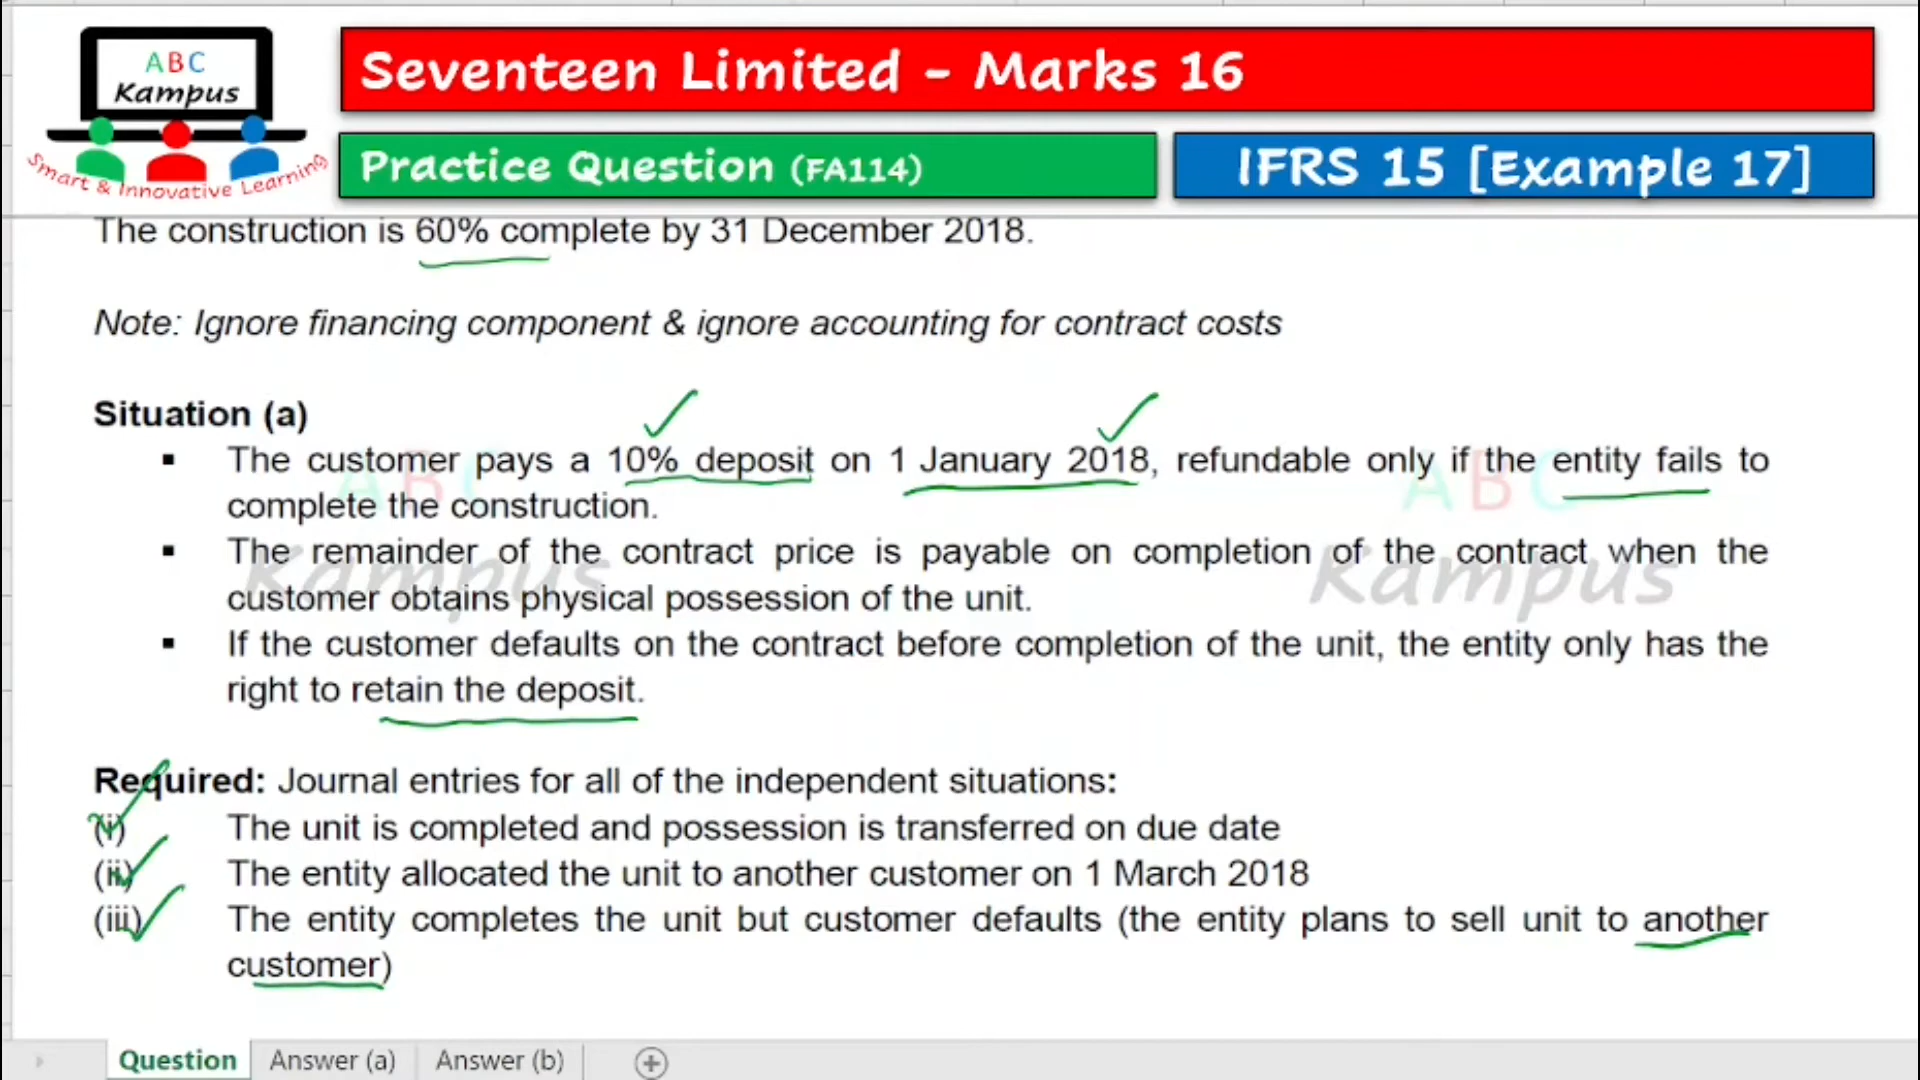 ABC
Kampus
Smart & Innovative Learning
Seventeen Limited - Marks 16
Practice Question (FA114)
IFRS 15 [Example 17]
The construction is 60% complete by 31 December 2018.
Note: Ignore financing component & ignore accounting for contract costs
Situation (a)
▪ The customer pays a 10% deposit on 1 January 2018, refundable only if the entity fails to
complete the construction.
▪ The remainder of the contract price is payable on completion of the contract when the
customer obtains physical possession of the unit.
▪ If the customer defaults on the contract before completion of the unit, the entity only has the
right to retain the deposit.
Required: Journal entries for all of the independent situations:
(i) The unit is completed and possession is transferred on due date
(ii) The entity allocated the unit to another customer on 1 March 2018
(iii) The entity completes the unit but customer defaults (the entity plans to sell unit to another
customer)
ABC
Kampus
ABC
Kampus
Question Answer (a) Answer (b)